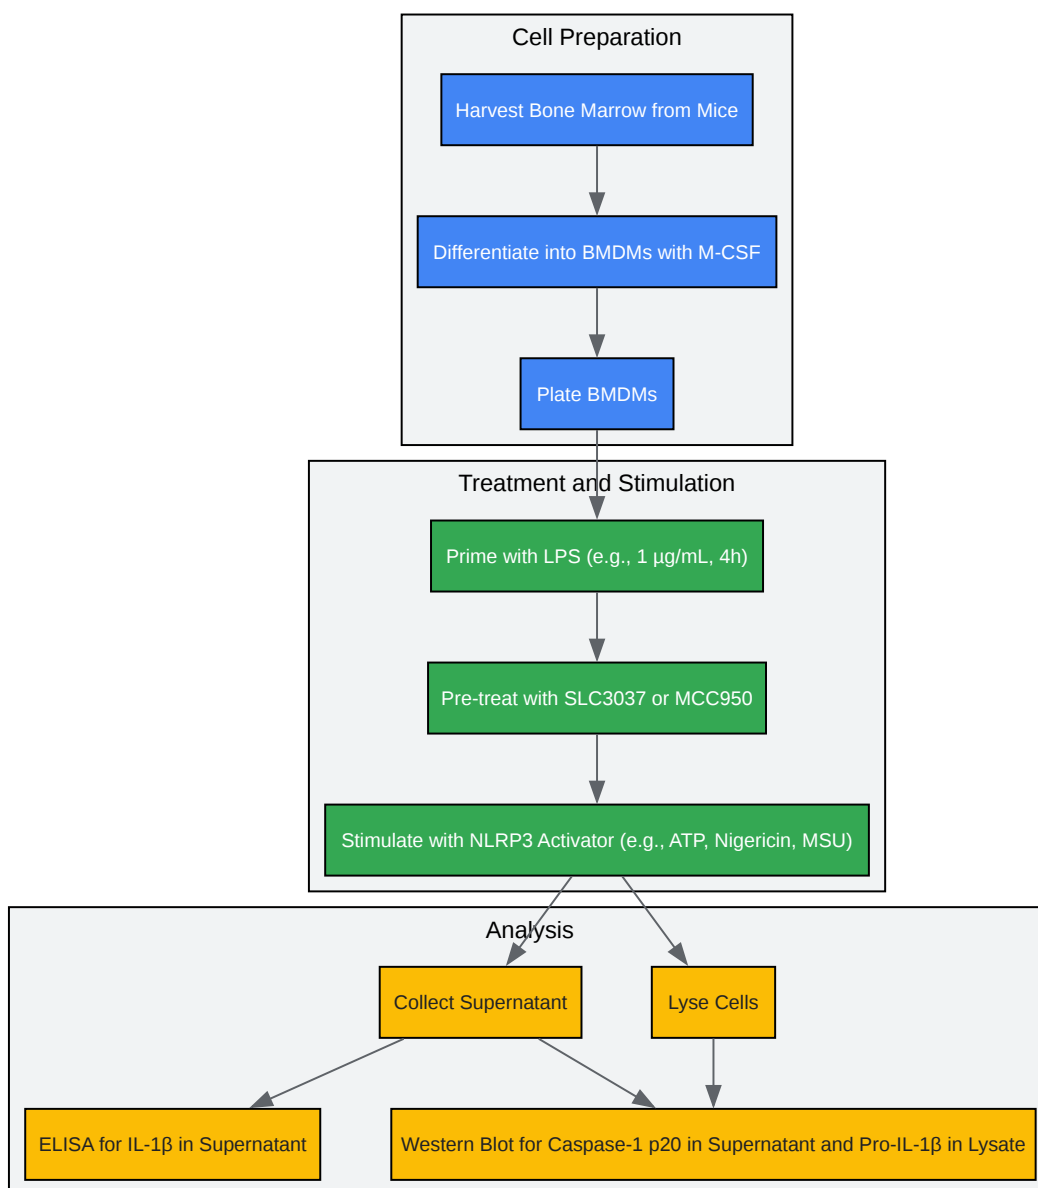 Cell Preparation
Harvest Bone Marrow from Mice
Differentiate into BMDMs with M-CSF
Plate BMDMs
Treatment and Stimulation
Prime with LPS (e.g., 1 µg/mL, 4h)
Pre-treat with SLC3037 or MCC950
Stimulate with NLRP3 Activator (e.g., ATP, Nigericin, MSU)
Analysis
Collect Supernatant
Lyse Cells
ELISA for IL-1β in Supernatant
Western Blot for Caspase-1 p20 in Supernatant and Pro-IL-1β in Lysate